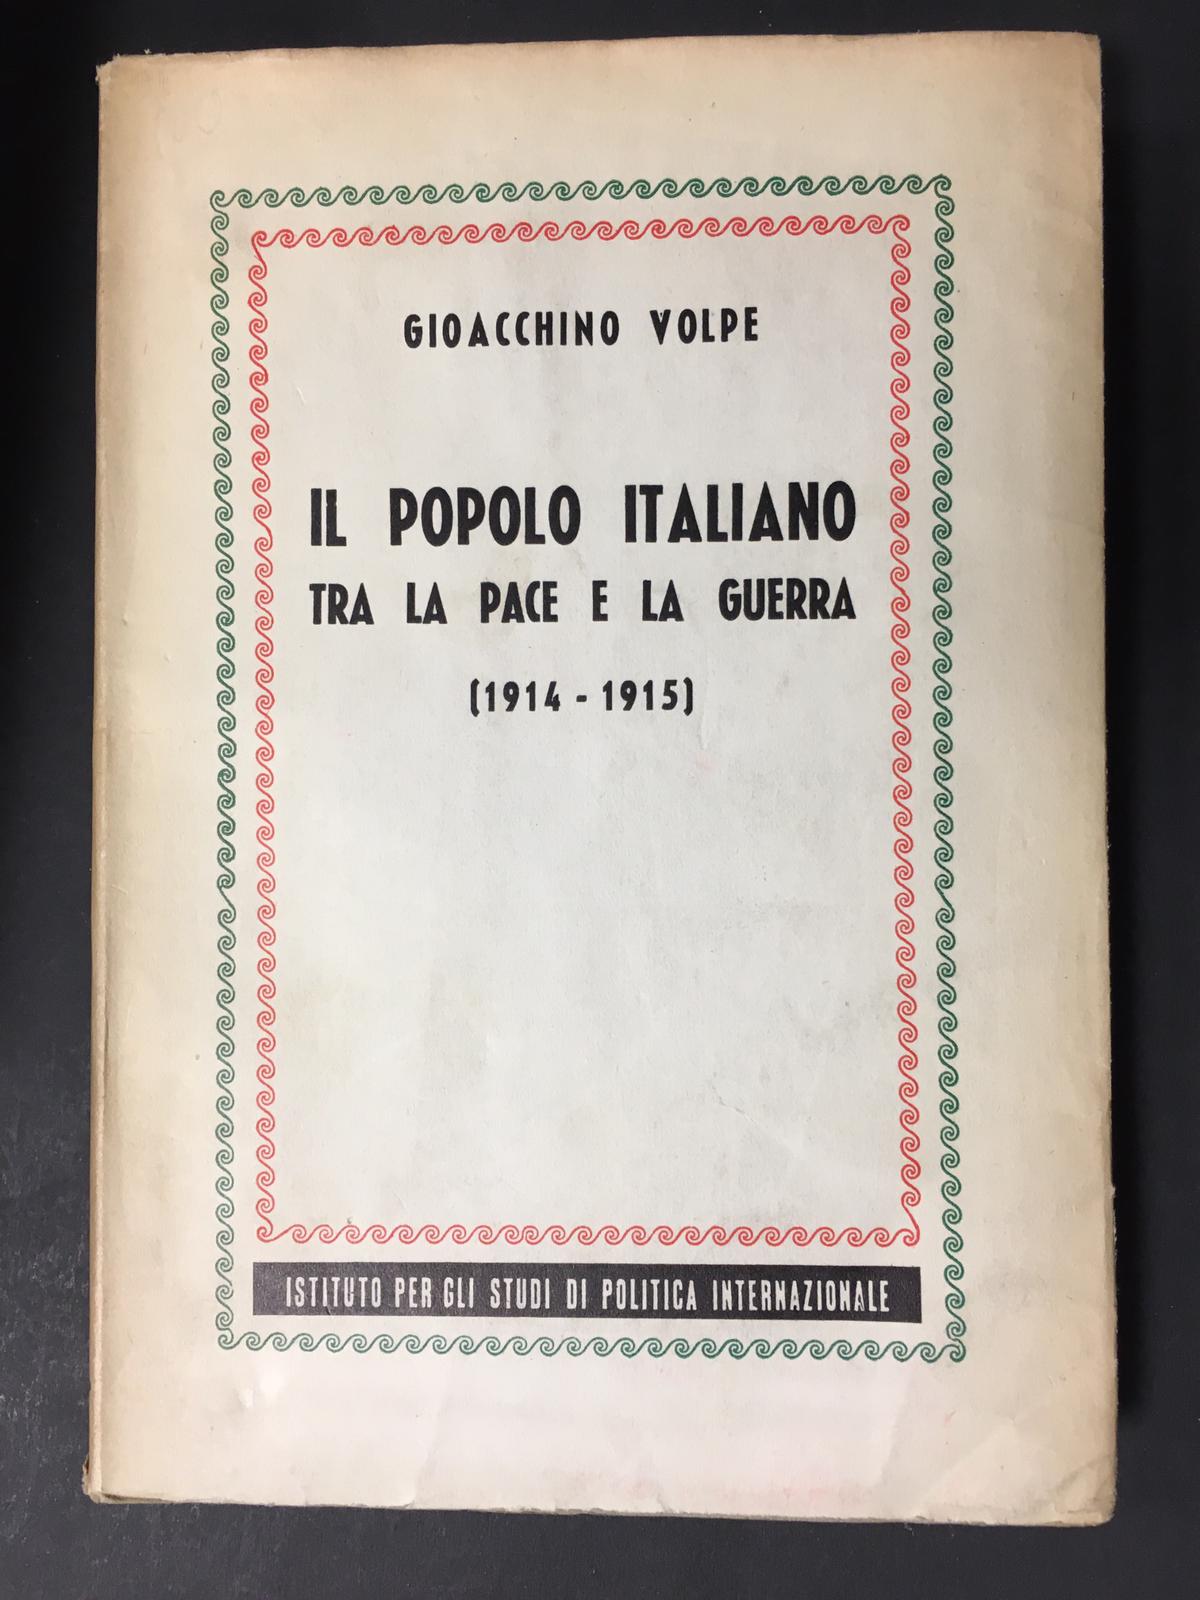 GIOACCHINO VOLPE
IL POPOLO ITALIANO
TRA LA PACE E LA GUERRA
(1914 - 1915)
ISTITUTO PER GLI STUDI DI POLITICA INTERNAZIONALE